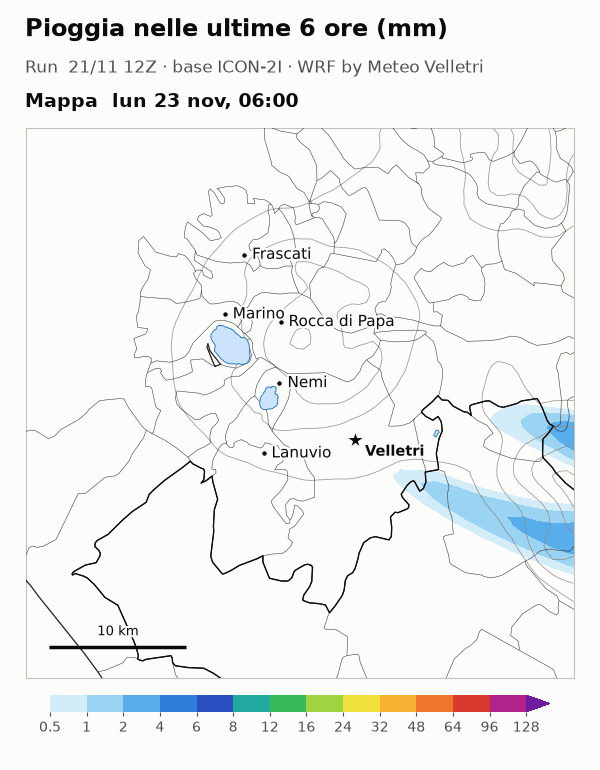 Pioggia nelle ultime 6 ore (mm)
Run  21/11 12Z · base ICON-2I · WRF by Meteo Velletri
Mappa  lun 23 nov, 06:00
Frascati
Marino
Rocca di Papa
Nemi
Velletri
Lanuvio
10 km
0.5 1 2 4 6 8 12 16 24 32 48 64 96 128